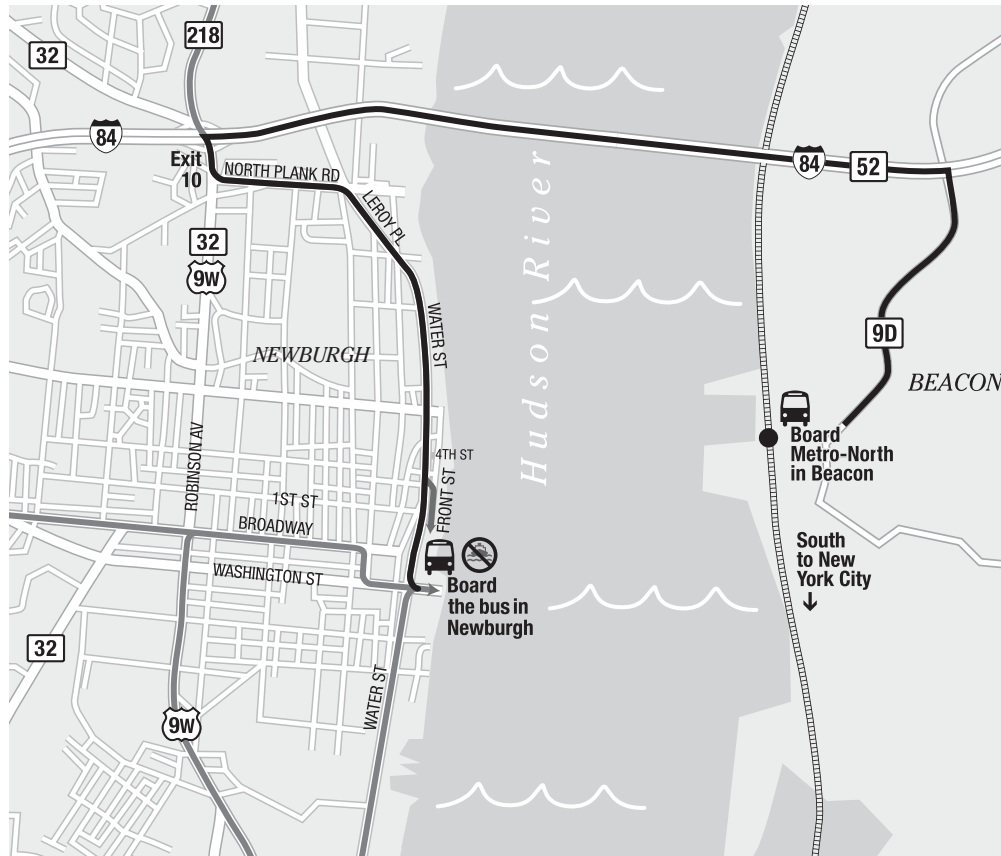 218
32
84
Exit
10
NORTH PLANK RD
LEROY PL
84
52
Hudson River
32
9W
WATER ST
9D
NEWBURGH
BEACON
ROBINSON AV
4TH ST
Board
Metro-North
in Beacon
1ST ST
FRONT ST
BROADWAY
South
to New
York City
WASHINGTON ST
Board
the bus in
Newburgh
32
WATER ST
9W